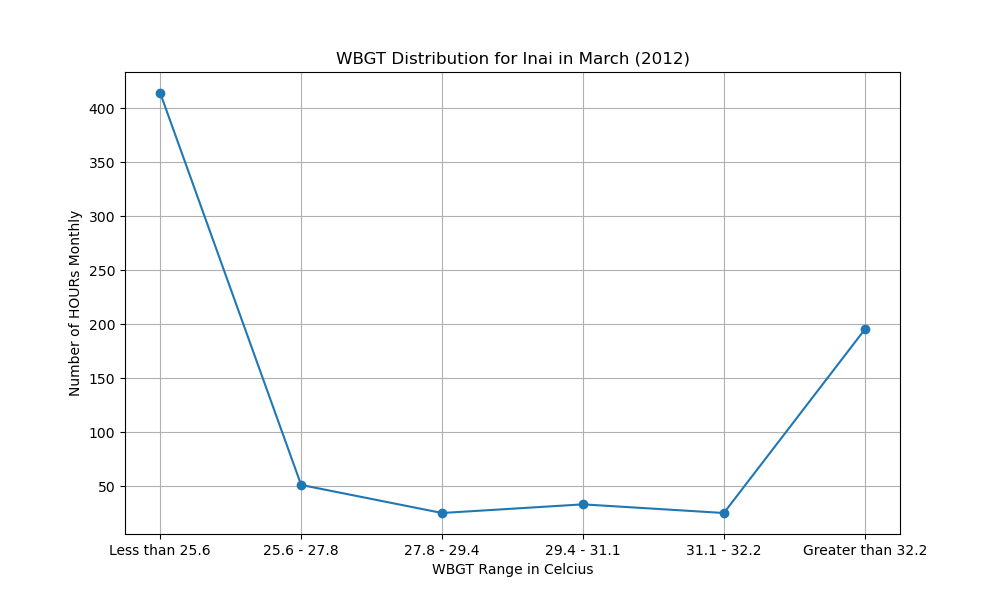 WBGT Distribution for Inai in March (2012)
Number of HOURs Monthly
400
350
300
250
200
150
100
50
Less than 25.6
25.6 - 27.8
27.8 - 29.4
29.4 - 31.1
31.1 - 32.2
Greater than 32.2
WBGT Range in Celcius